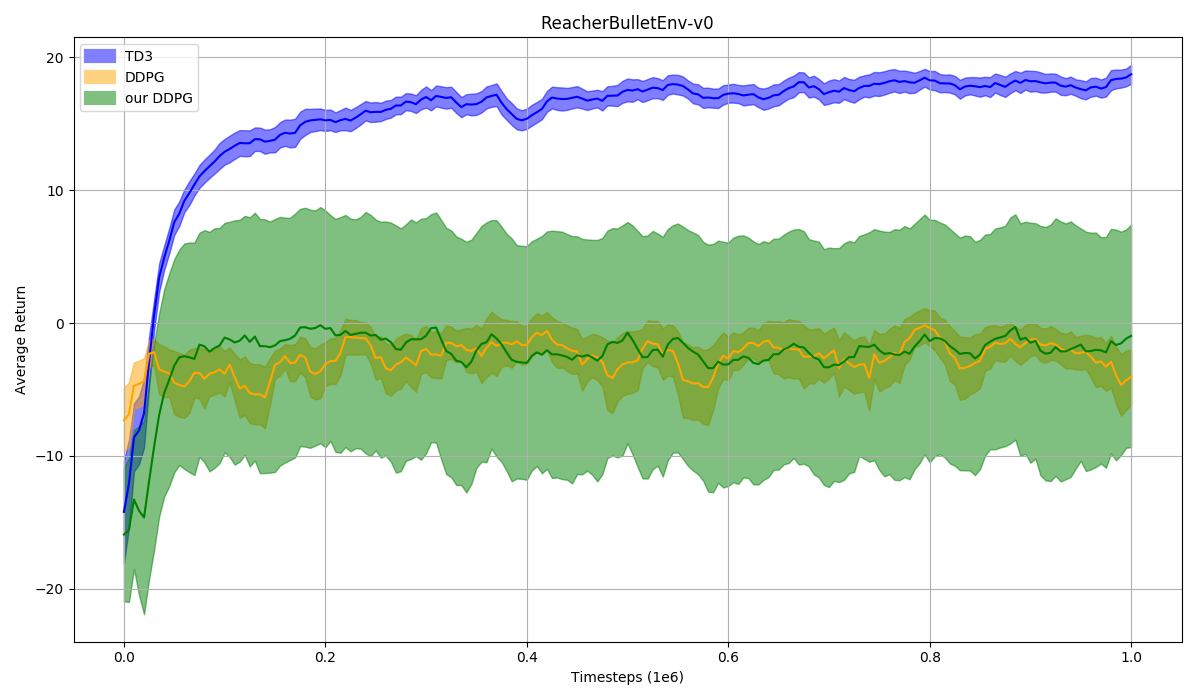 ReacherBulletEnv-v0
TD3
DDPG
our DDPG
Average Return
20
10
0
−10
−20
0.0 0.2 0.4 0.6 0.8 1.0
Timesteps (1e6)